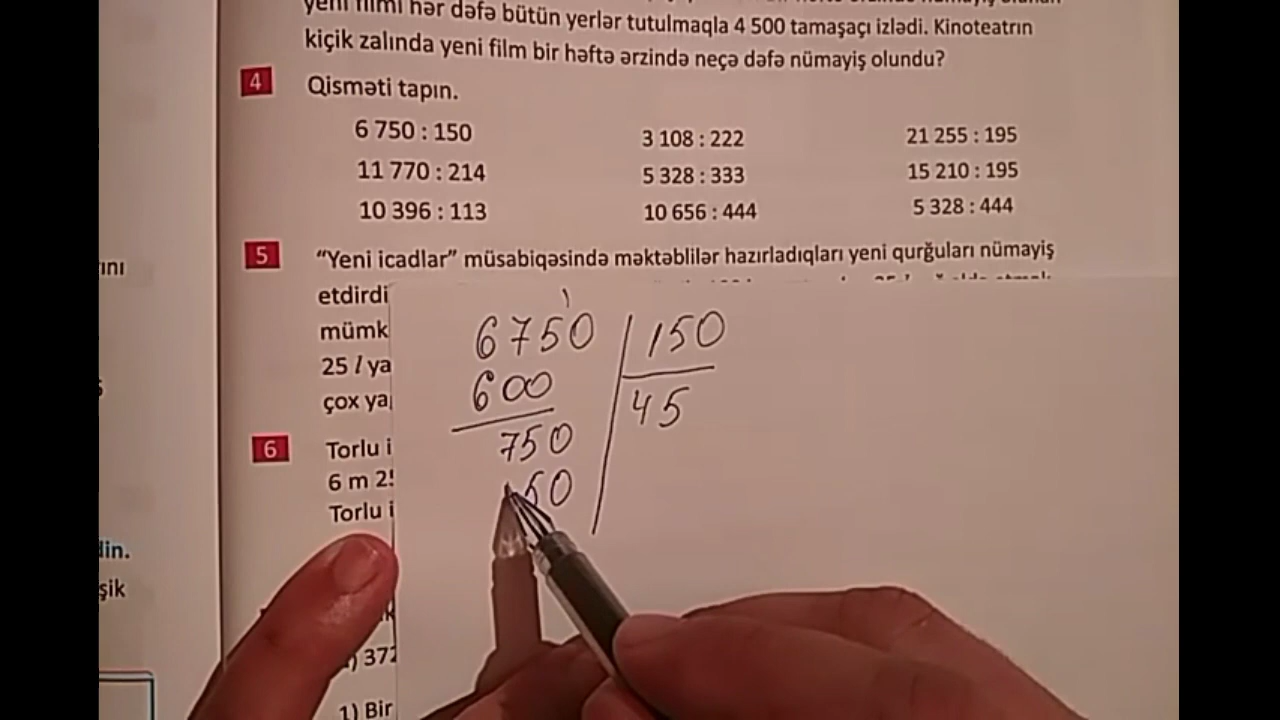 yeni filmi hər dəfə bütün yerlər tutulmaqla 4 500 tamaşaçı izlədi. Kinoteatrın
kiçik zalında yeni film bir həftə ərzində neçə dəfə nümayiş olundu?
4 Qisməti tapın.
6 750 : 150 3 108 : 222 21 255 : 195
11 770 : 214 5 328 : 333 15 210 : 195
10 396 : 113 10 656 : 444 5 328 : 444
5 “Yeni icadlar” müsabiqəsində məktəblilər hazırladıqları yeni qurğuları nümayiş
etdirdi
mümk
25 l ya
çox ya
6 Torlu i
6 m 2
Torlu i
) 372
1) Bir
6750 150
600 45
750
50
ını
din.
şik